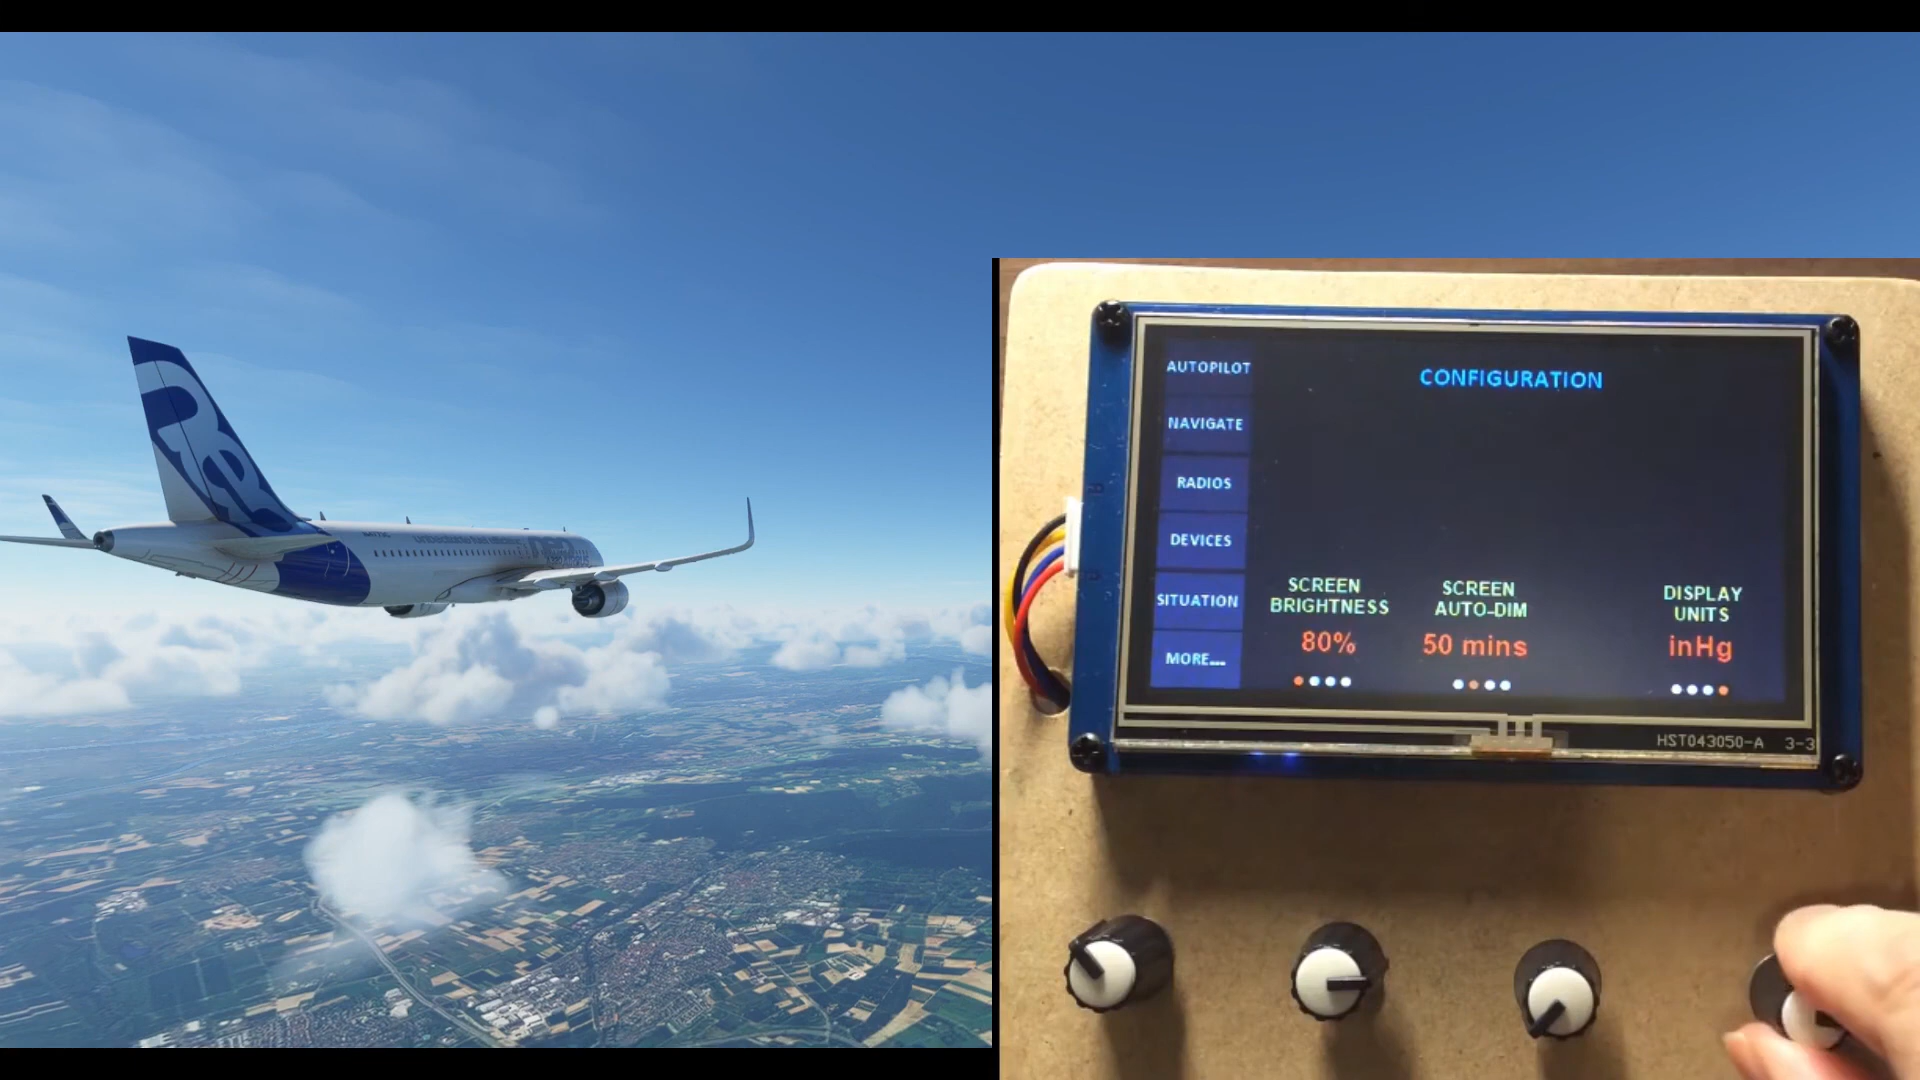 AUTOPILOT
NAVIGATE
RADIOS
DEVICES
SITUATION
MORE...
CONFIGURATION
SCREEN
BRIGHTNESS
80%
SCREEN
AUTO-DIM
50 mins
DISPLAY
UNITS
inHg
HST043050-A 3-3